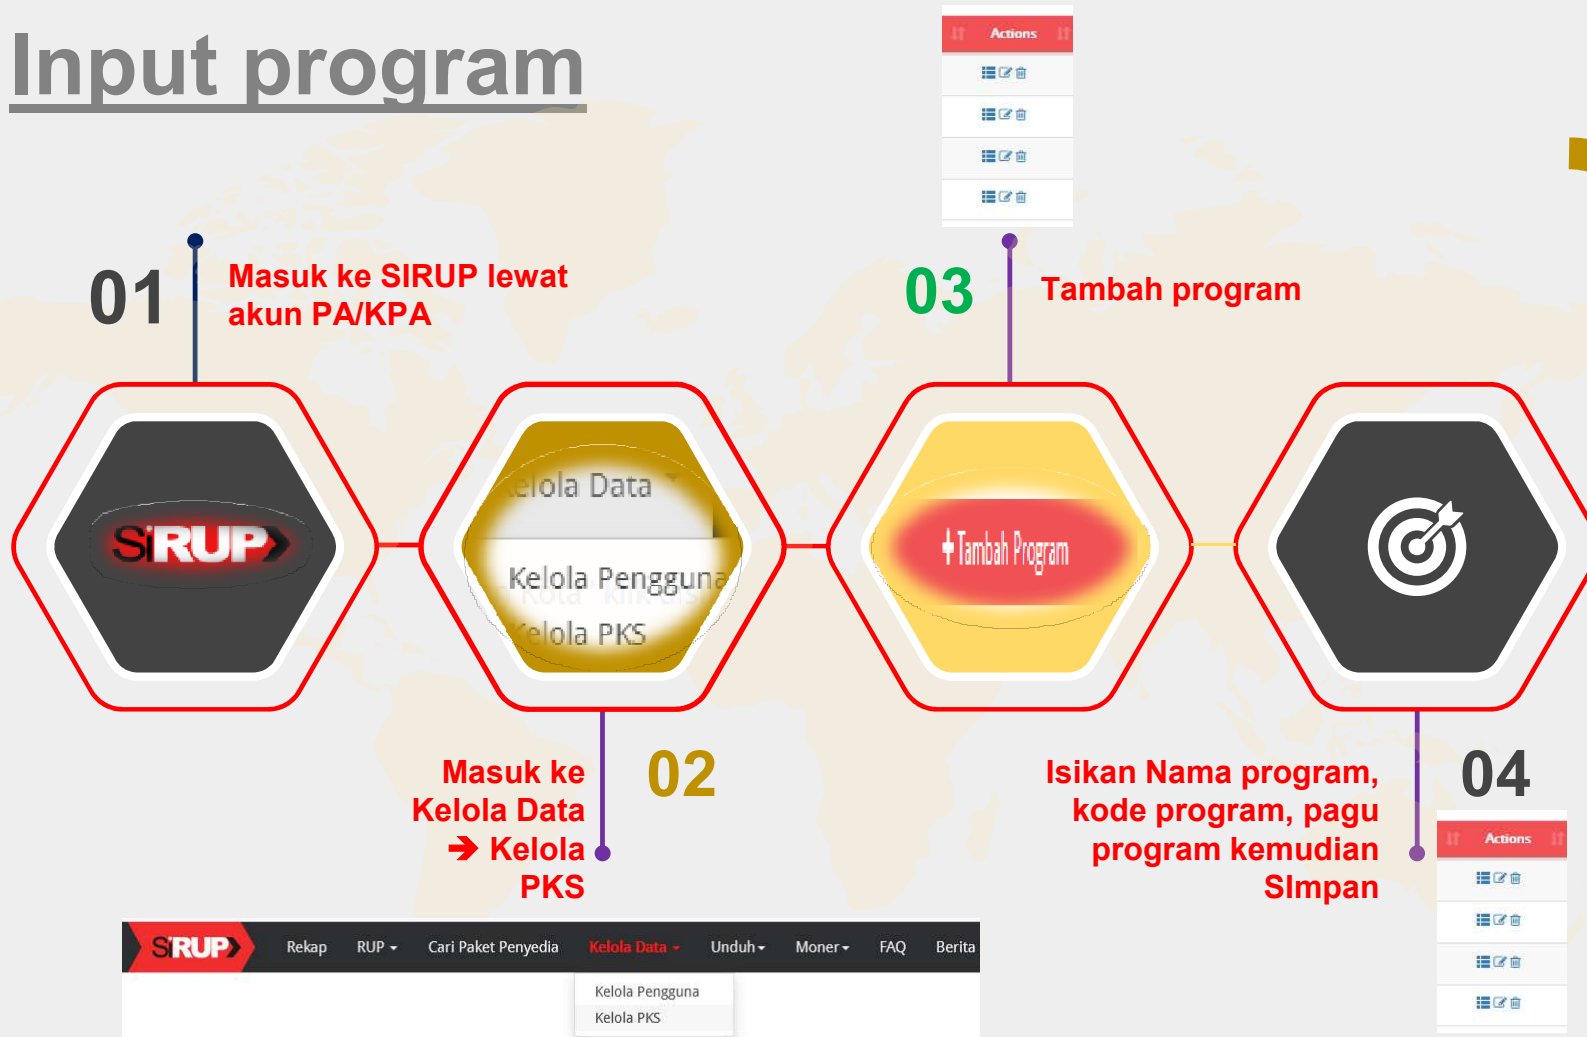 Input program
Actions
01
Masuk ke SIRUP lewat
akun PA/KPA
03
Tambah program
SiRUP
Kelola Data
Kelola Pengguna
Kelola PKS
+Tambah Program
Masuk ke
Kelola Data
➔ Kelola
PKS
02
Isikan Nama program,
kode program, pagu
program kemudian
SImpan
04
Actions
SiRUP Rekap RUP Cari Paket Penyedia Kelola Data Unduh Moner FAQ Berita
Kelola Pengguna
Kelola PKS